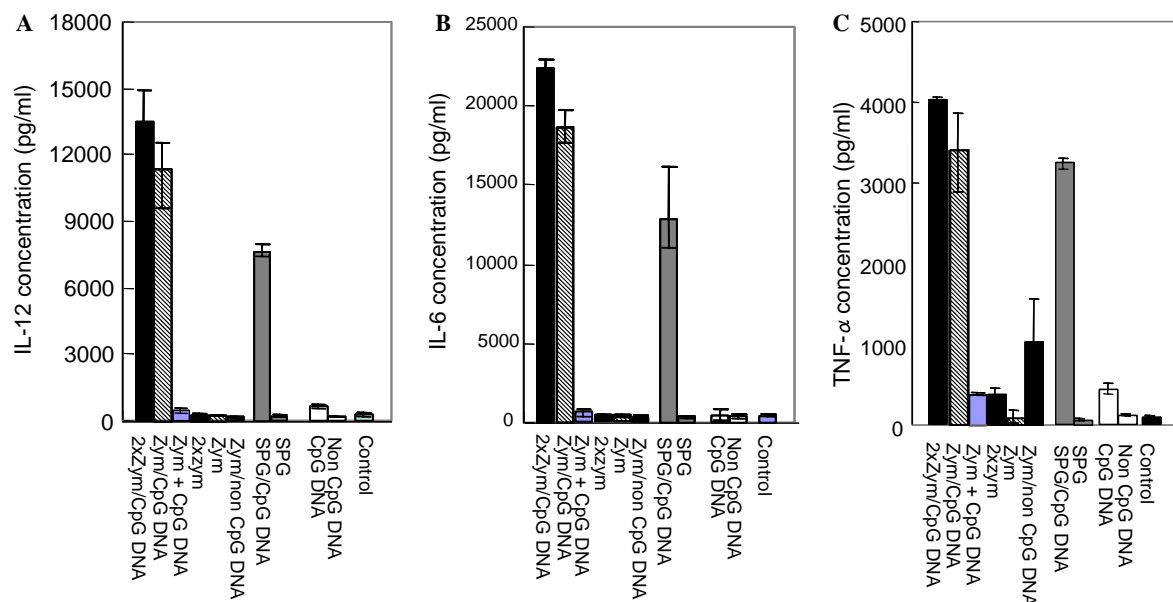 A
IL-12 concentration (pg/ml)
18000
15000
12000
9000
6000
3000
0
2xZym/CpG DNA
Zym/CpG DNA
Zym + CpG DNA
2xzym
Zym
Zym/non CpG DNA
SPG/CpG DNA
SPG
CpG DNA
Non CpG DNA
Control
B
IL-6 concentration (pg/ml)
25000
20000
15000
10000
5000
0
2xZym/CpG DNA
Zym/CpG DNA
Zym + CpG DNA
2xzym
Zym
Zym/non CpG DNA
SPG/CpG DNA
SPG
CpG DNA
Non CpG DNA
Control
C
TNF-α concentration (pg/ml)
5000
4000
3000
2000
1000
0
2xZym/CpG DNA
Zym/CpG DNA
Zym + CpG DNA
2xzym
Zym
Zym/non CpG DNA
SPG/CpG DNA
SPG
CpG DNA
Non CpG DNA
Control